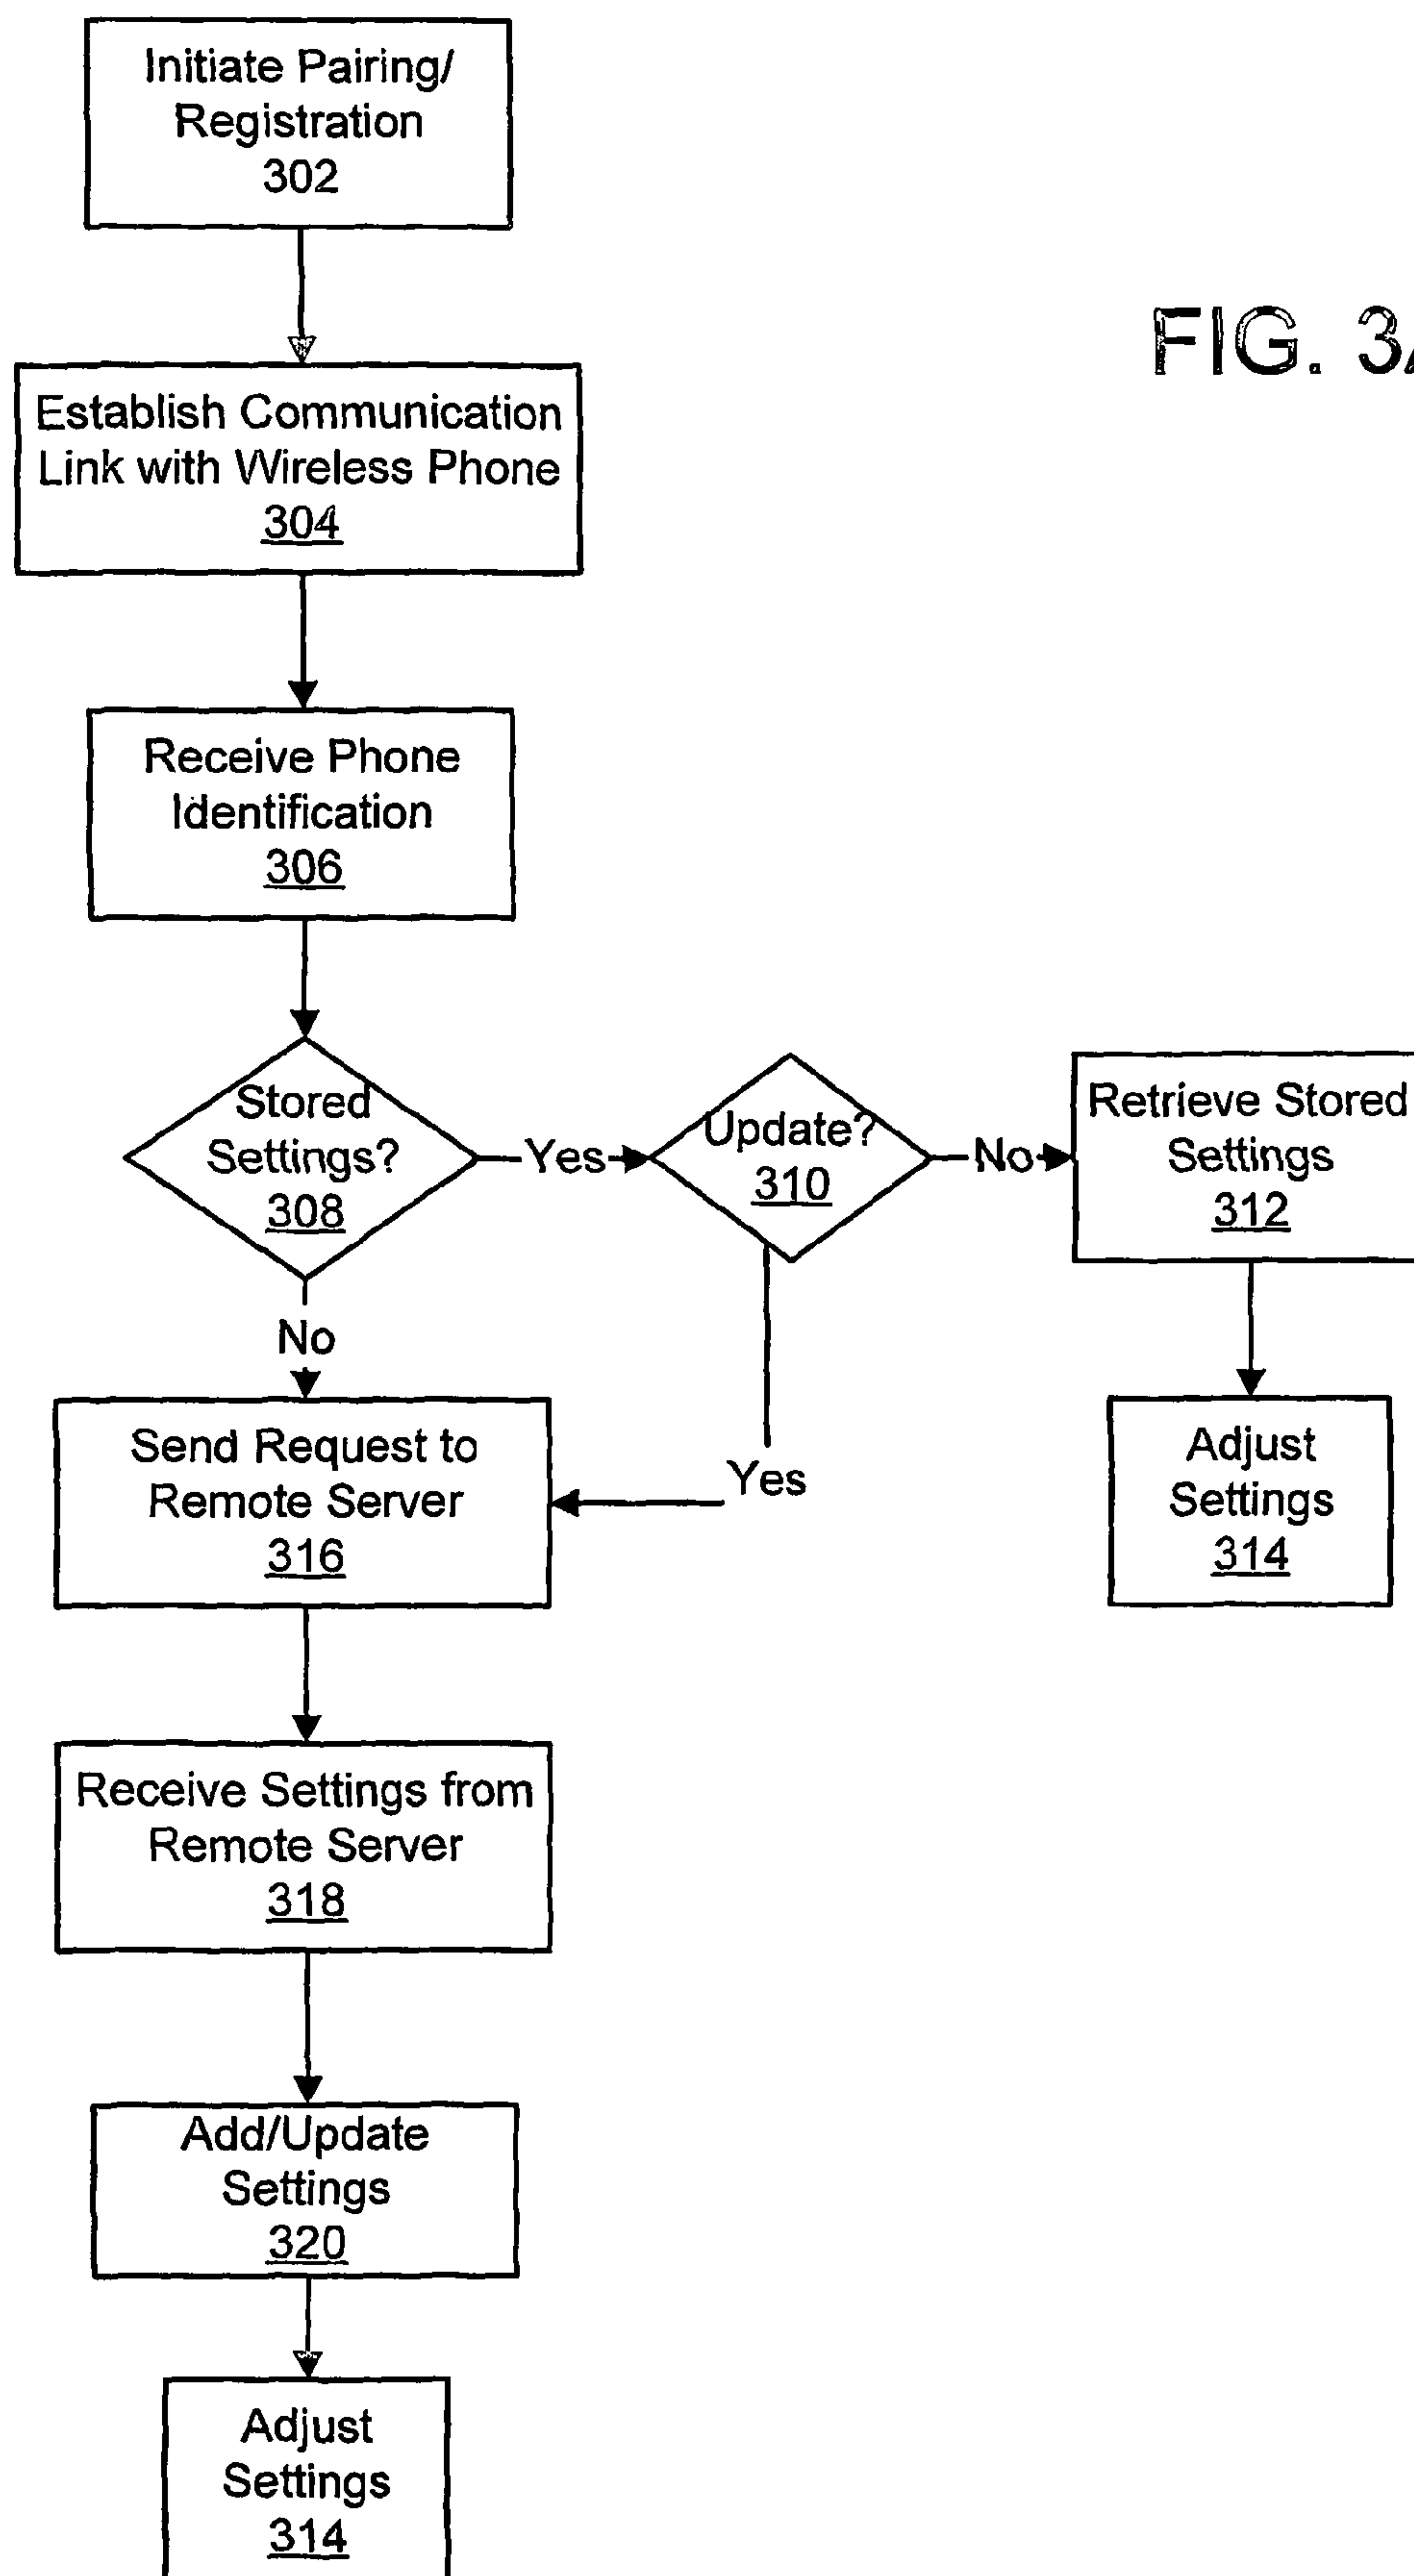 Initiate Pairing/
Registration
302
FIG. 3A
Establish Communication
Link with Wireless Phone
304
Receive Phone
Identification
306
Stored
Settings?
308
Yes
Update?
310
No
Retrieve Stored
Settings
312
No
Send Request to
Remote Server
316
Yes
Adjust
Settings
314
Receive Settings from
Remote Server
318
Add/Update
Settings
320
Adjust
Settings
314